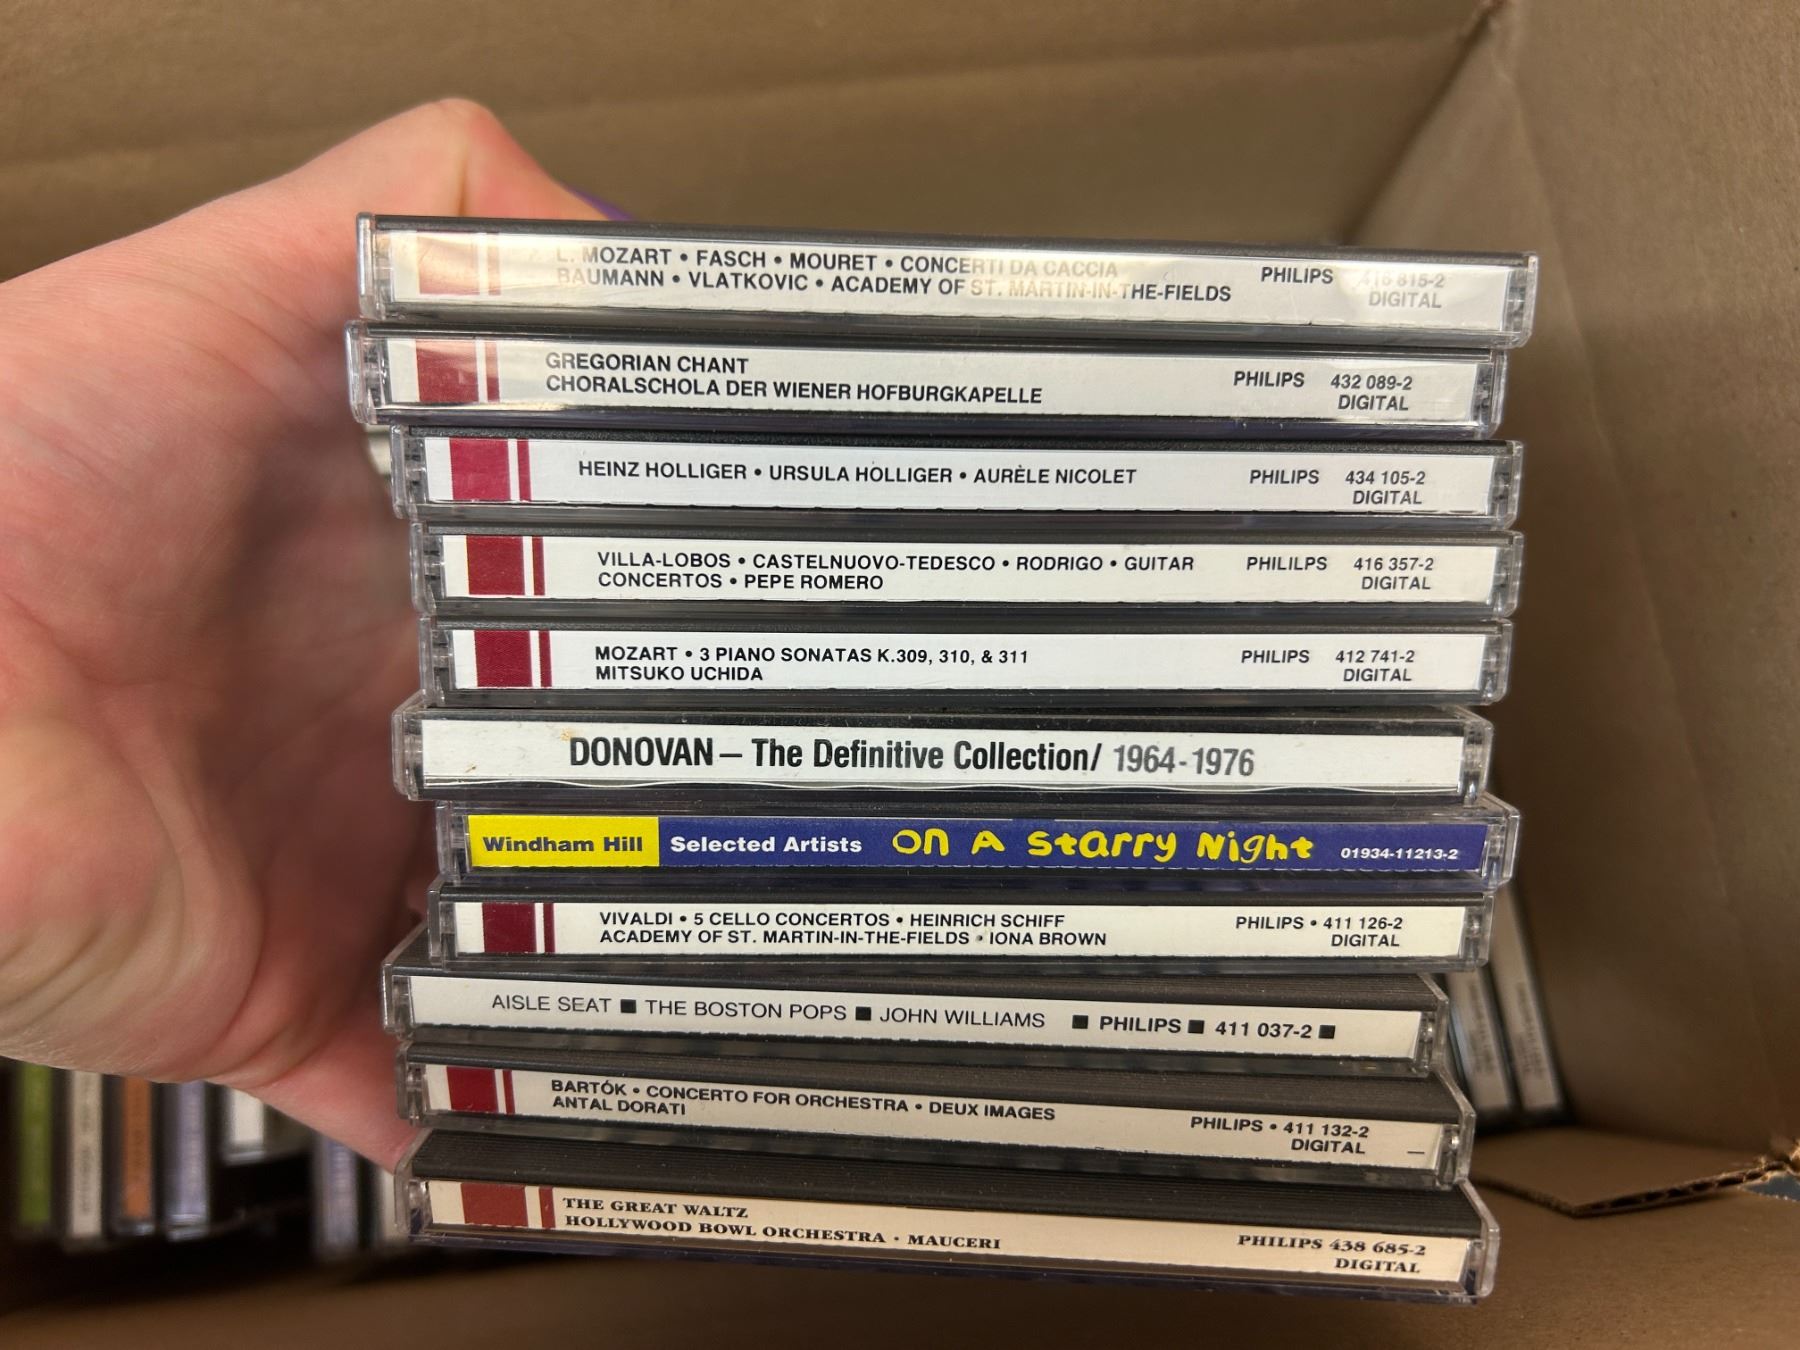 L. MOZART • FASCH • MOURET • CONCERTI DA CACCIA
BAUMANN • VLATKOVIC • ACADEMY OF ST. MARTIN-IN-THE-FIELDS
PHILIPS 416 815-2
DIGITAL
GREGORIAN CHANT
CHORALSCHOLA DER WIENER HOFBURGKAPELLE
PHILIPS 432 089-2
DIGITAL
HEINZ HOLLIGER • URSULA HOLLIGER • AURÈLE NICOLET
PHILIPS 434 105-2
DIGITAL
VILLA-LOBOS • CASTELNUOVO-TEDESCO • RODRIGO • GUITAR
CONCERTOS • PEPE ROMERO
PHILILPS 416 357-2
DIGITAL
MOZART • 3 PIANO SONATAS K.309, 310, & 311
MITSUKO UCHIDA
PHILIPS 412 741-2
DIGITAL
DONOVAN – The Definitive Collection/ 1964-1976
Windham Hill Selected Artists On A Starry Night 01934-11213-2
VIVALDI • 5 CELLO CONCERTOS • HEINRICH SCHIFF
ACADEMY OF ST. MARTIN-IN-THE-FIELDS • IONA BROWN
PHILIPS • 411 126-2
DIGITAL
AISLE SEAT ■ THE BOSTON POPS ■ JOHN WILLIAMS ■ PHILIPS ■ 411 037-2 ■
BARTÓK • CONCERTO FOR ORCHESTRA • DEUX IMAGES
ANTAL DORATI
PHILIPS • 411 132-2
DIGITAL
THE GREAT WALTZ
HOLLYWOOD BOWL ORCHESTRA • MAUCERI
PHILIPS 438 685-2
DIGITAL